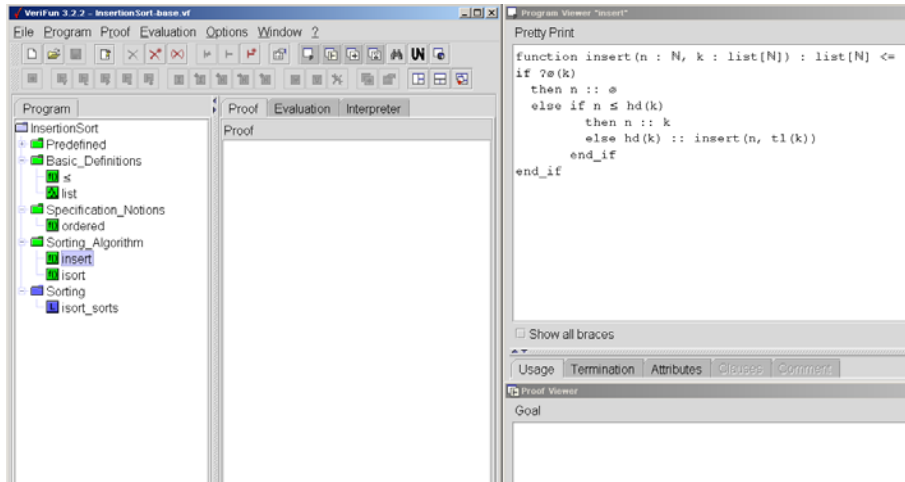 VeriFun 3.2.2 - InsertionSort-base.vf
File Program Proof Evaluation Options Window ?
UN
Program
InsertionSort
Predefined
Basic_Definitions
f() ≤
list
Specification_Notions
f() ordered
Sorting_Algorithm
f() insert
f() isort
Sorting
L isort_sorts
Proof Evaluation Interpreter
Proof
Program Viewer "insert"
Pretty Print
function insert(n : ℕ, k : list[ℕ]) : list[ℕ] <=
if ?ø(k)
then n :: ø
else if n ≤ hd(k)
then n :: k
else hd(k) :: insert(n, tl(k))
end_if
end_if
Show all braces
Usage Termination Attributes Clauses Comment
Proof Viewer
Goal